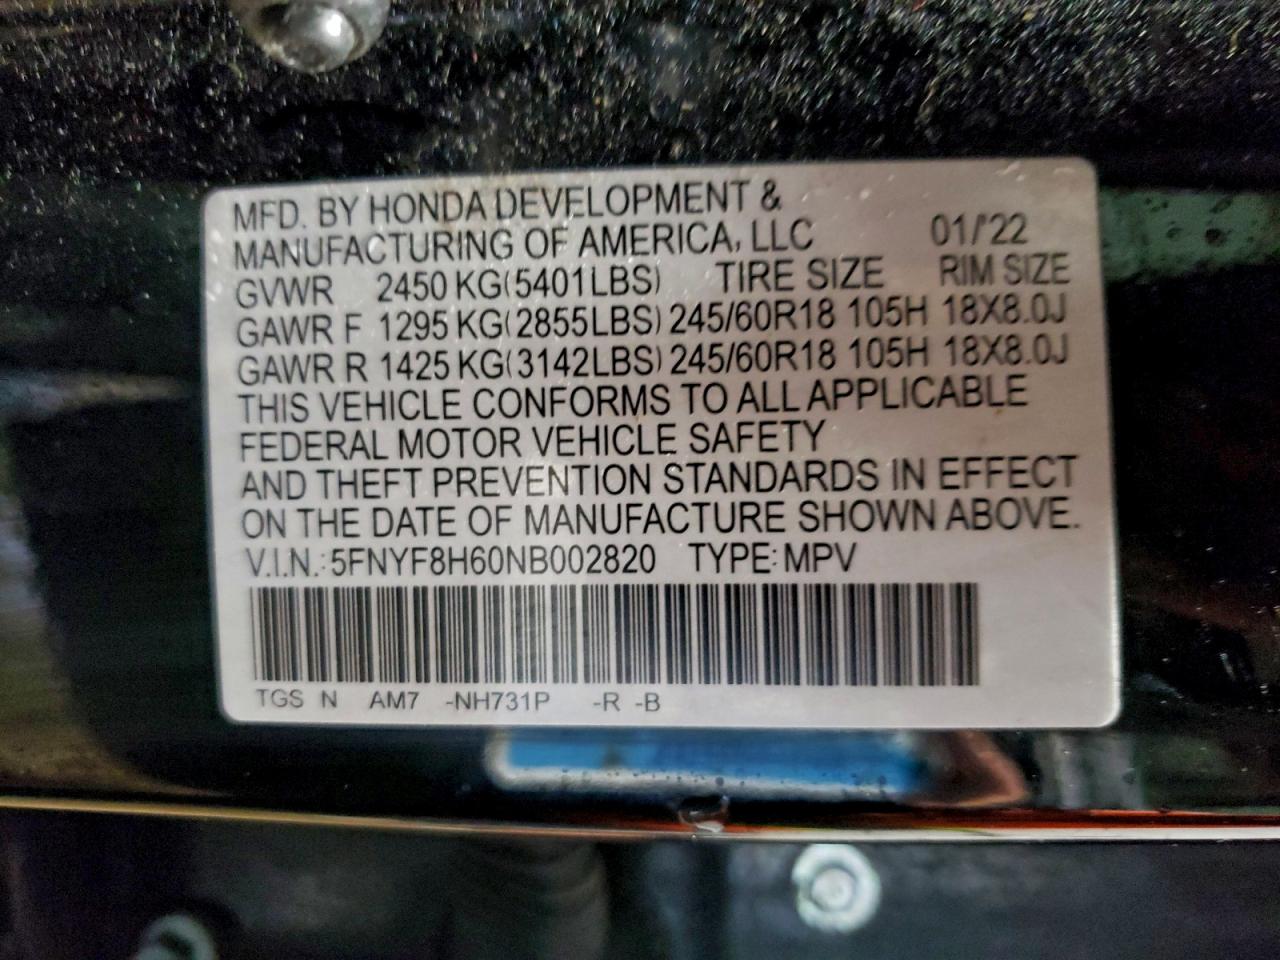 MFD. BY HONDA DEVELOPMENT &
MANUFACTURING OF AMERICA, LLC 01/'22
GVWR 2450 KG(5401LBS) TIRE SIZE RIM SIZE
GAWR F 1295 KG(2855LBS) 245/60R18 105H 18X8.0J
GAWR R 1425 KG(3142LBS) 245/60R18 105H 18X8.0J
THIS VEHICLE CONFORMS TO ALL APPLICABLE
FEDERAL MOTOR VEHICLE SAFETY
AND THEFT PREVENTION STANDARDS IN EFFECT
ON THE DATE OF MANUFACTURE SHOWN ABOVE.
V.I.N.: 5FNYF8H60NB002820 TYPE: MPV
TGS N AM7 -NH731P -R -B